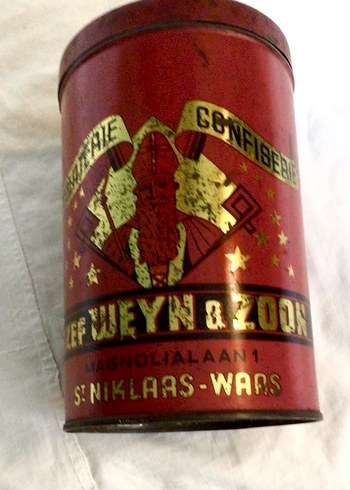 CONFISERIE
WEYN & ZOON
MAGNOLIALAAN 1.
ST NIKLAAS-WAAS